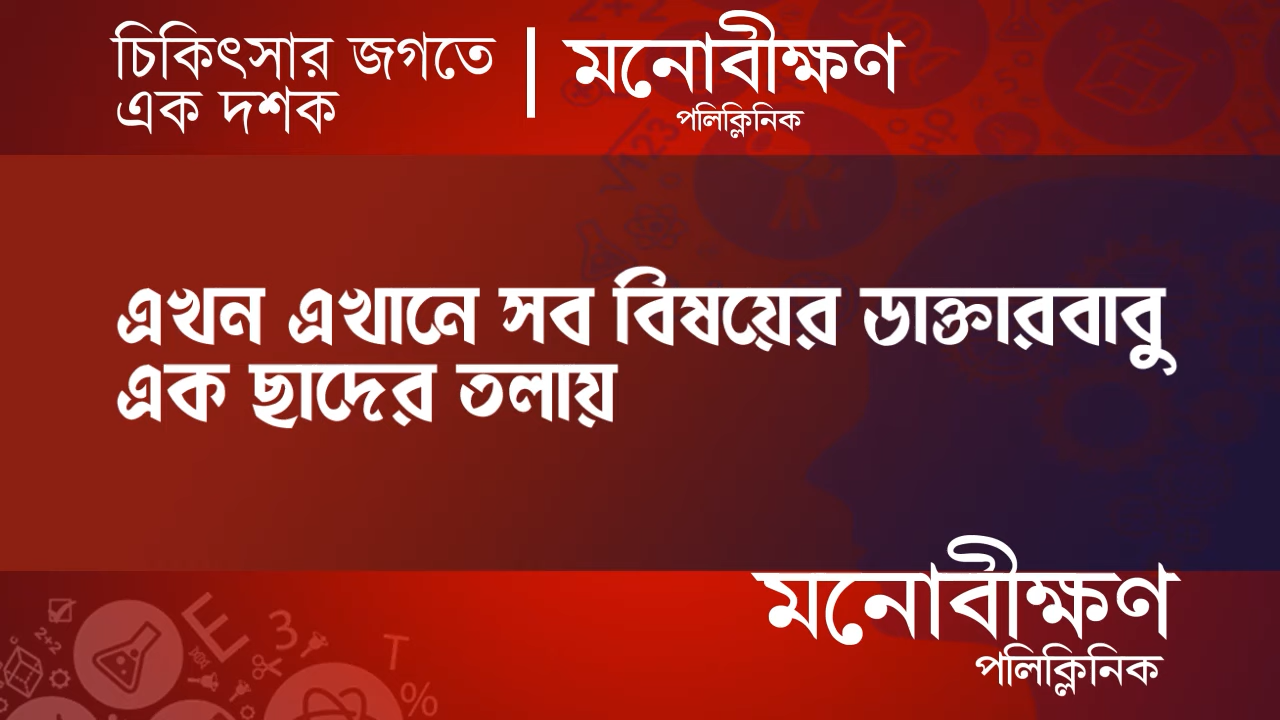 চিকিৎসার জগতে
এক দশক
মনোবীক্ষণ
পলিক্লিনিক
এখন এখানে সব বিষয়ের ডাক্তারবাবু
এক ছাদের তলায়
মনোবীক্ষণ
পলিক্লিনিক